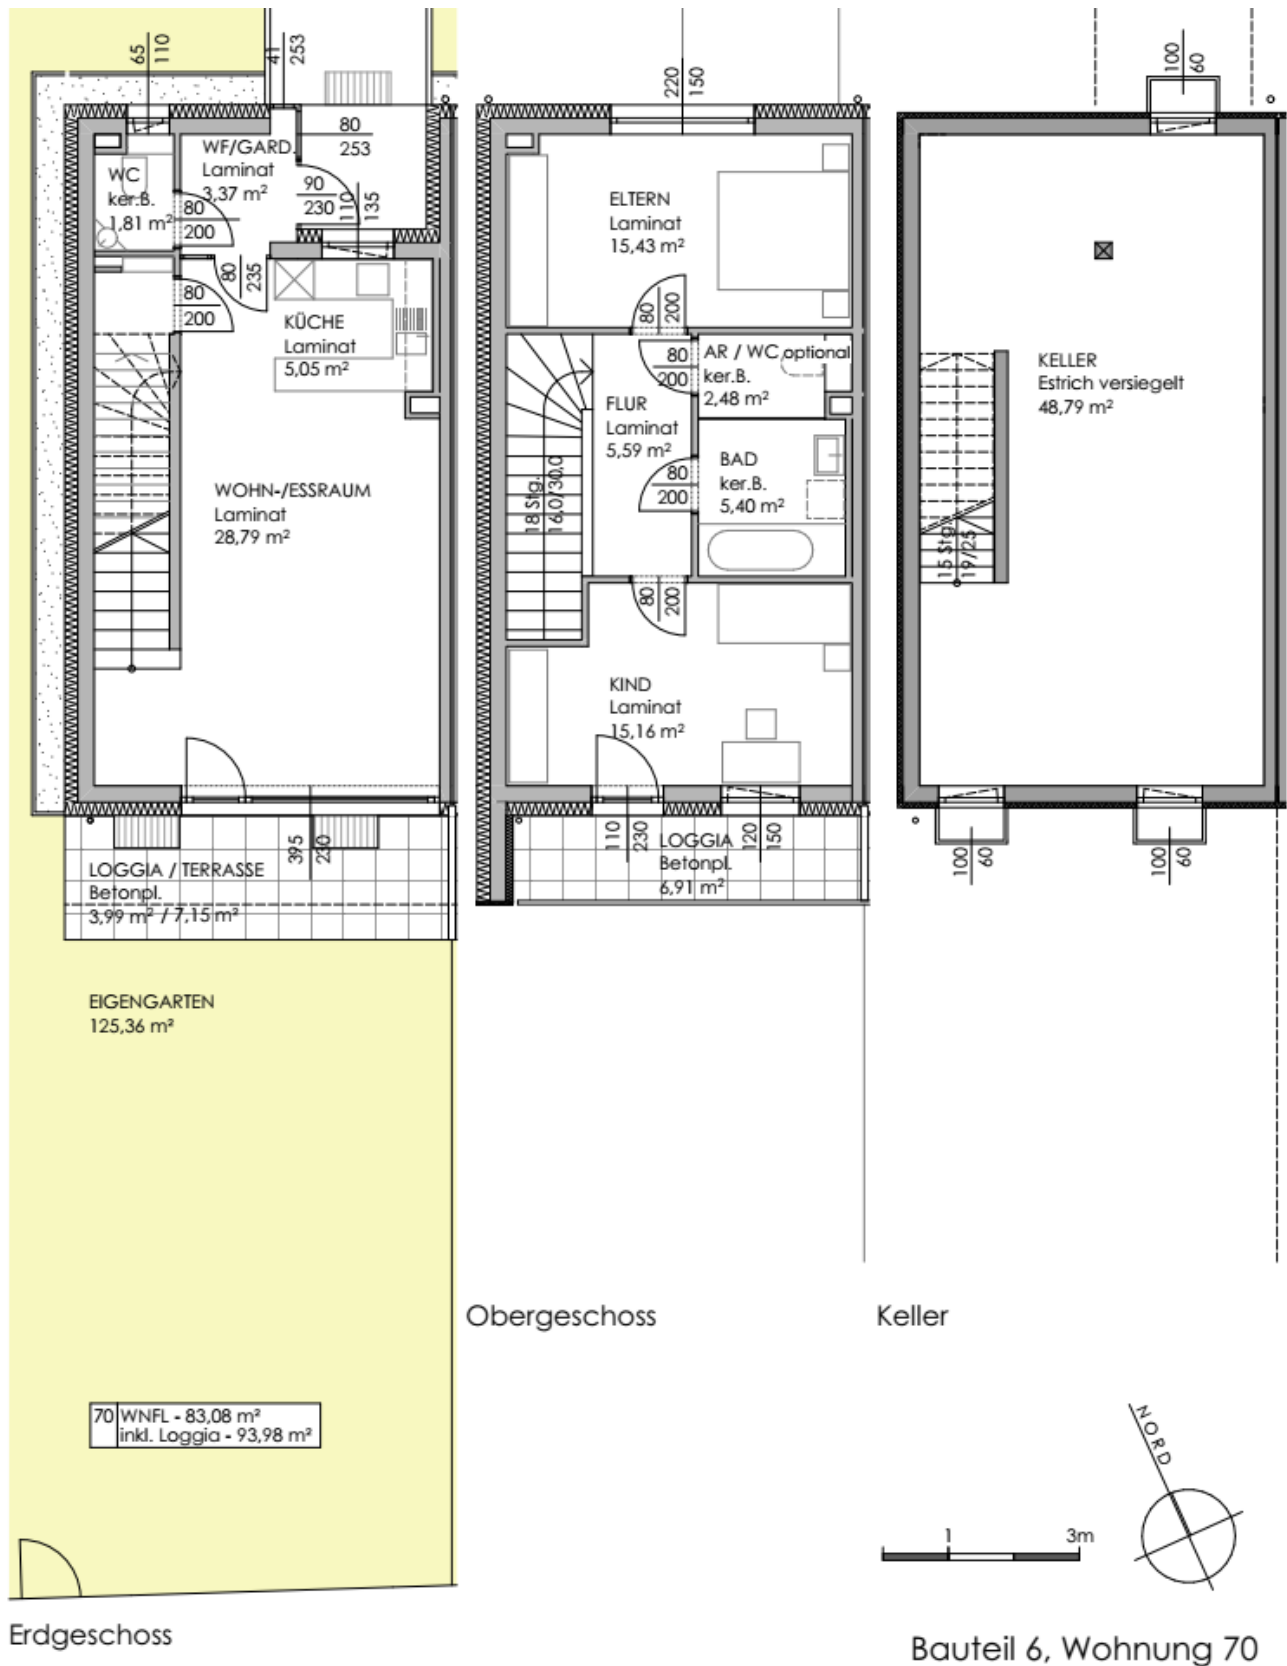 65
110
41
253
WF/GARD.
Laminat
3,37 m²
80
253
WC
ker.B.
1,81 m²
90
230
110
135
80
200
80
235
80
200
KÜCHE
Laminat
5,05 m²
WOHN-/ESSRAUM
Laminat
28,79 m²
395
230
LOGGIA / TERRASSE
Betonpl.
3,99 m² / 7,15 m²
EIGENGARTEN
125,36 m²
70 WNFL - 83,08 m²
inkl. Loggia - 93,98 m²
Erdgeschoss
220
150
ELTERN
Laminat
15,43 m²
80
200
80
200
AR / WC optional
ker.B.
2,48 m²
FLUR
Laminat
5,59 m²
80
200
BAD
ker.B.
5,40 m²
18 Stg.
16,0/30,0
80
200
KIND
Laminat
15,16 m²
110
230
LOGGIA
Betonpl.
6,91 m²
120
150
Obergeschoss
100
60
KELLER
Estrich versiegelt
48,79 m²
15 Stg.
19/25
100
60
100
60
Keller
NORD
1
3m
Bauteil 6, Wohnung 70